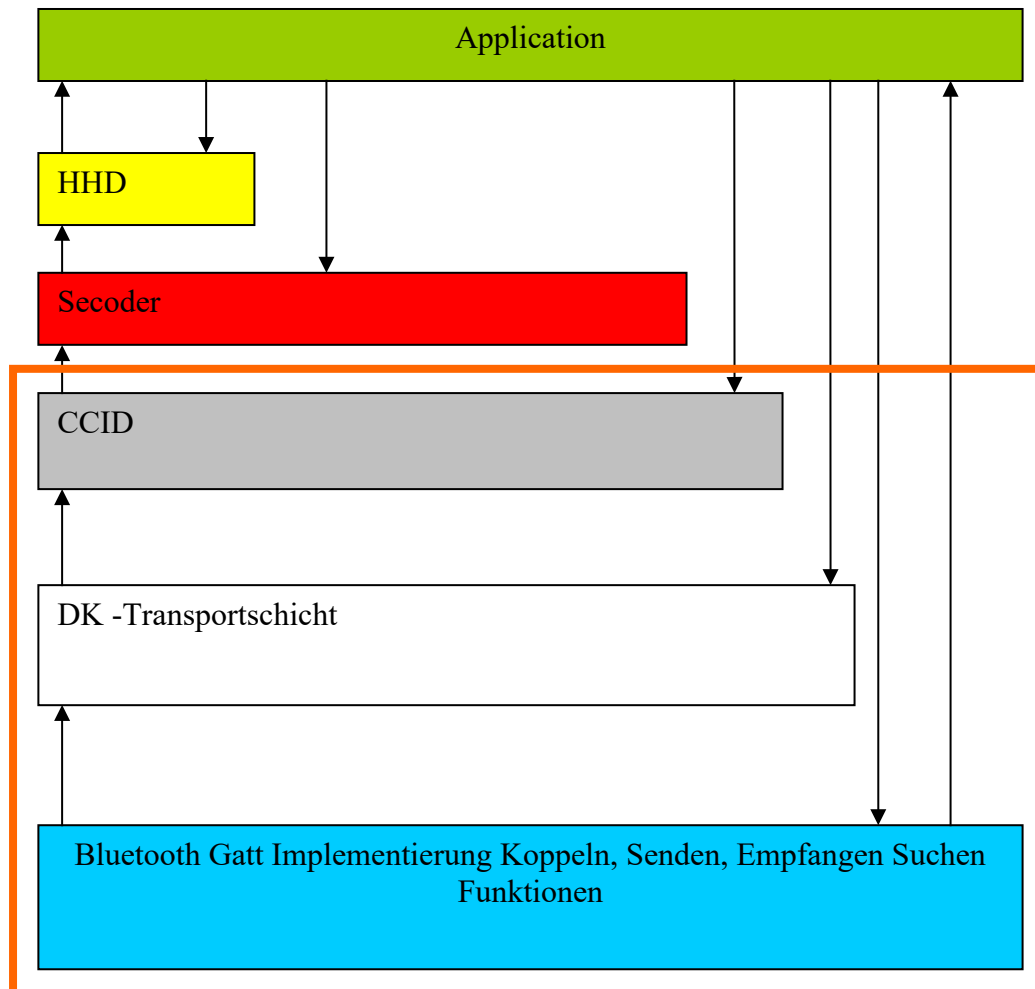 Application
HHD
Secoder
CCID
DK -Transportschicht
Bluetooth Gatt Implementierung Koppeln, Senden, Empfangen Suchen
Funktionen